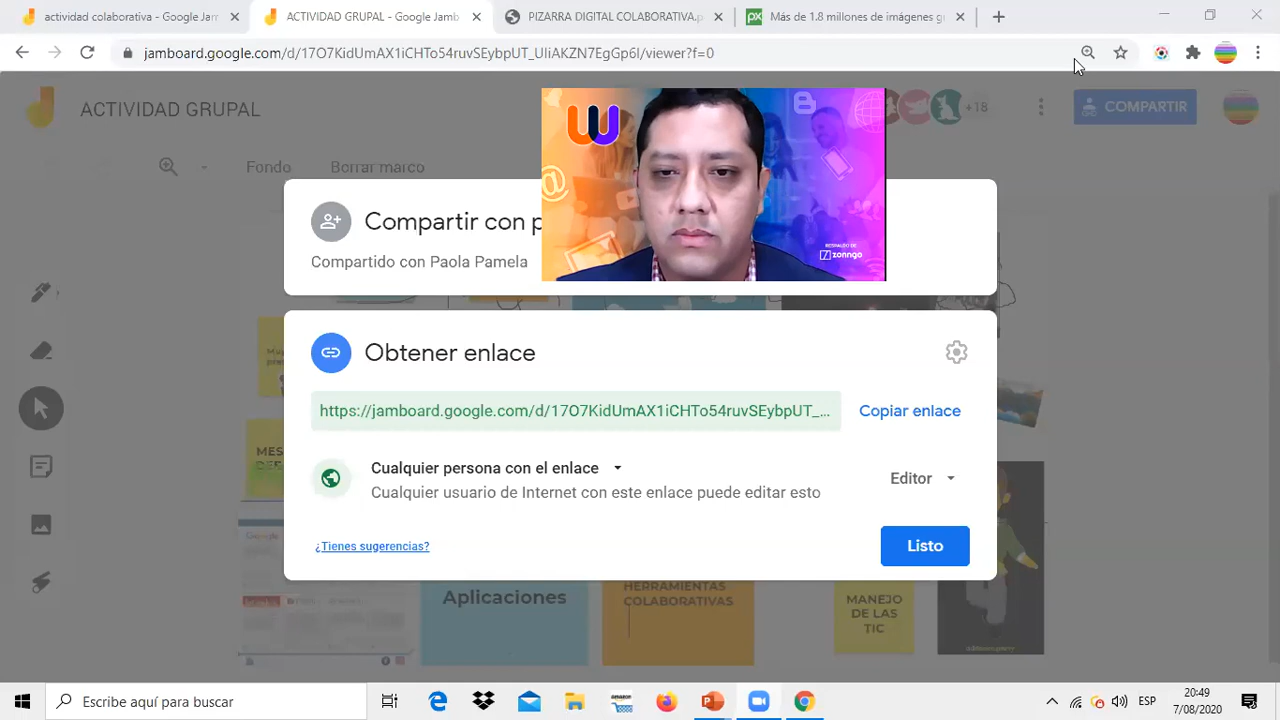 actividad colaborativa - Google Jam
ACTIVIDAD GRUPAL - Google Jamb
PIZARRA DIGITAL COLABORATIVA.p
Más de 1.8 millones de imágenes g
jamboard.google.com/d/17O7KidUmAX1iCHTo54ruvSEybpUT_UIiAKZN7EgGp6I/viewer?f=0
ACTIVIDAD GRUPAL
+18
COMPARTIR
Fondo
Borrar marco
Compartir con p
Compartido con Paola Pamela
RESPALDO DE
zonngo
Obtener enlace
https://jamboard.google.com/d/17O7KidUmAX1iCHTo54ruvSEybpUT_...
Copiar enlace
Cualquier persona con el enlace
Cualquier usuario de Internet con este enlace puede editar esto
Editor
¿Tienes sugerencias?
Listo
Aplicaciones
HERRAMIENTAS
COLABORATIVAS
MANEJO
DE LAS
TIC
Escribe aquí para buscar
ESP
20:49
7/08/2020